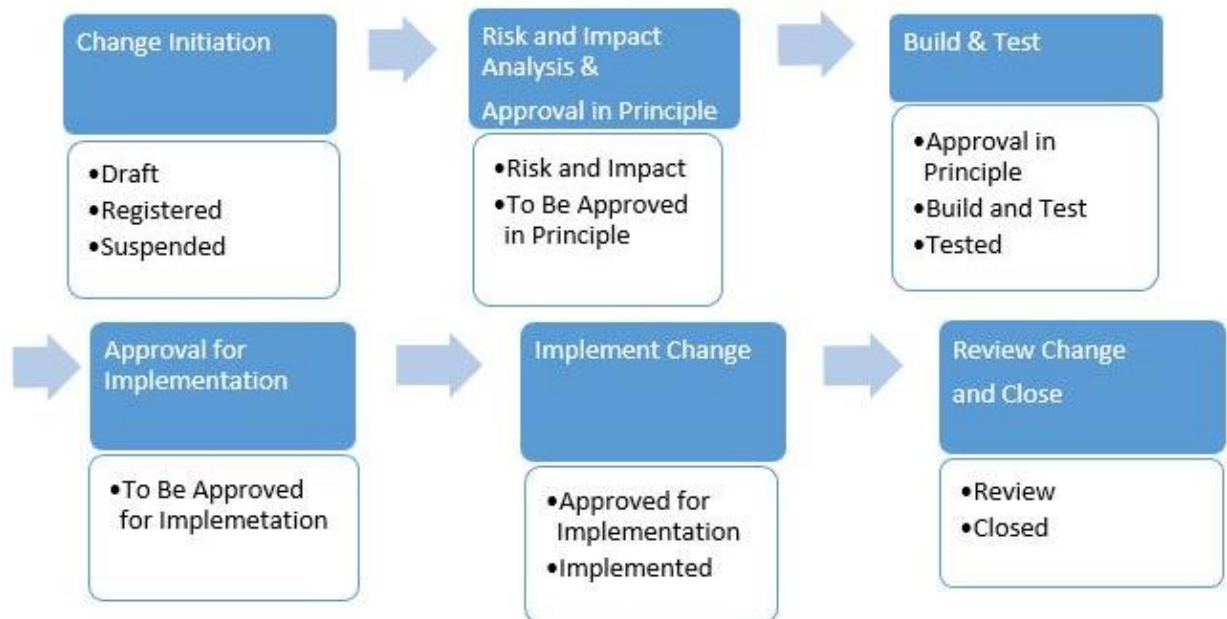 Change Initiation
•Draft
•Registered
•Suspended
Risk and Impact
Analysis &
Approval in Principle
•Risk and Impact
•To Be Approved
in Principle
Build & Test
•Approval in
Principle
•Build and Test
•Tested
Approval for
Implementation
•To Be Approved
for Implemetation
Implement Change
•Approved for
Implementation
•Implemented
Review Change
and Close
•Review
•Closed